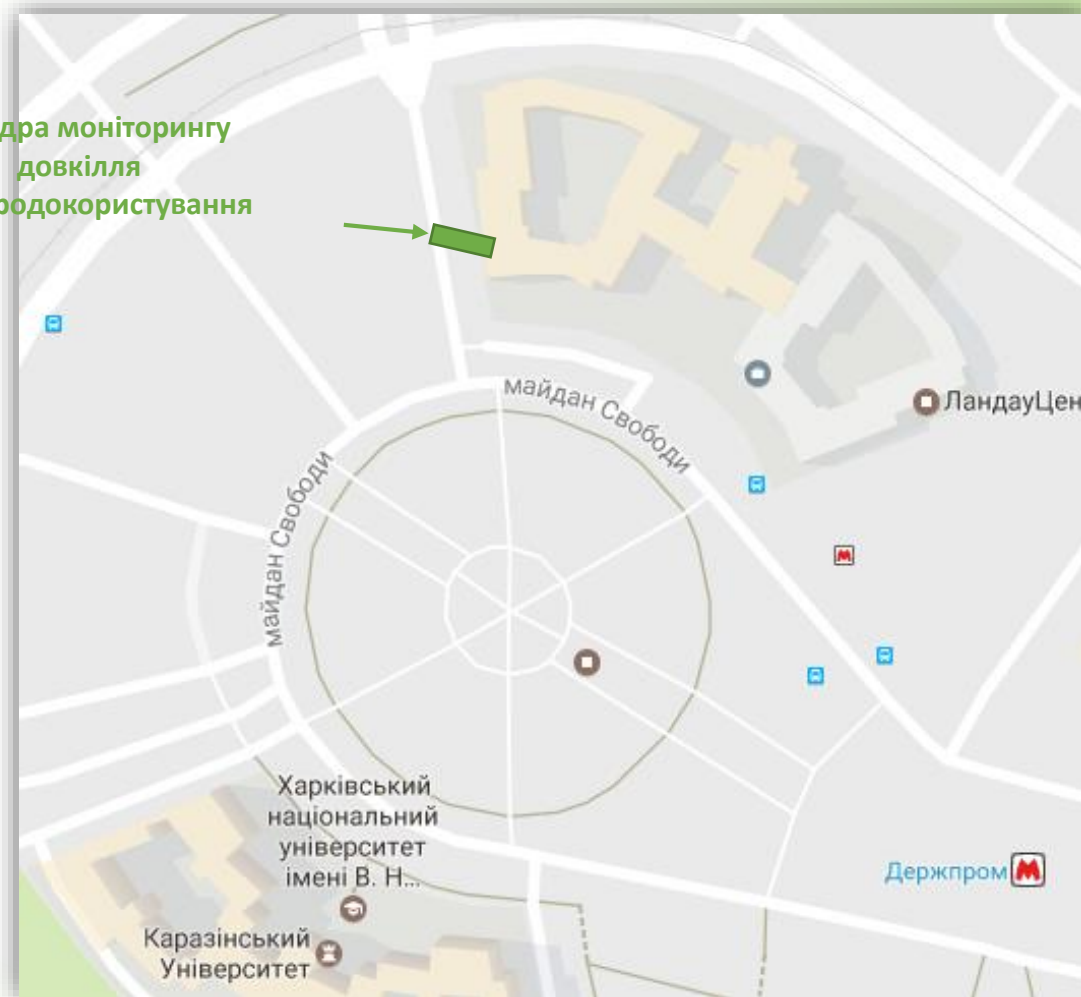 дра моніторингу
довкілля
родокористування
майдан Свободи
ЛандауЦен
майдан Свободи
Харківський
національний
університет
імені В. Н...
Держпром
Каразінський
Університет